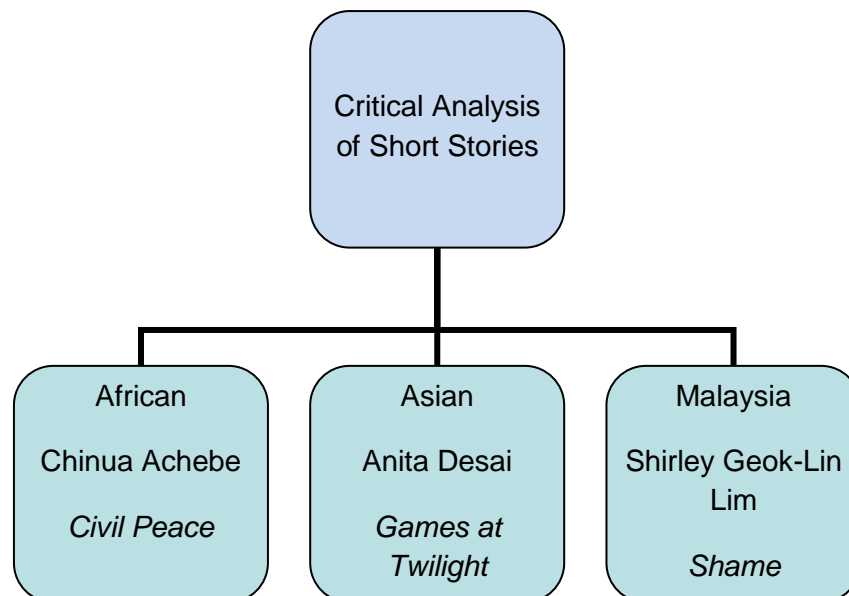 Critical Analysis
of Short Stories
African
Chinua Achebe
Civil Peace
Asian
Anita Desai
Games at
Twilight
Malaysia
Shirley Geok-Lin
Lim
Shame